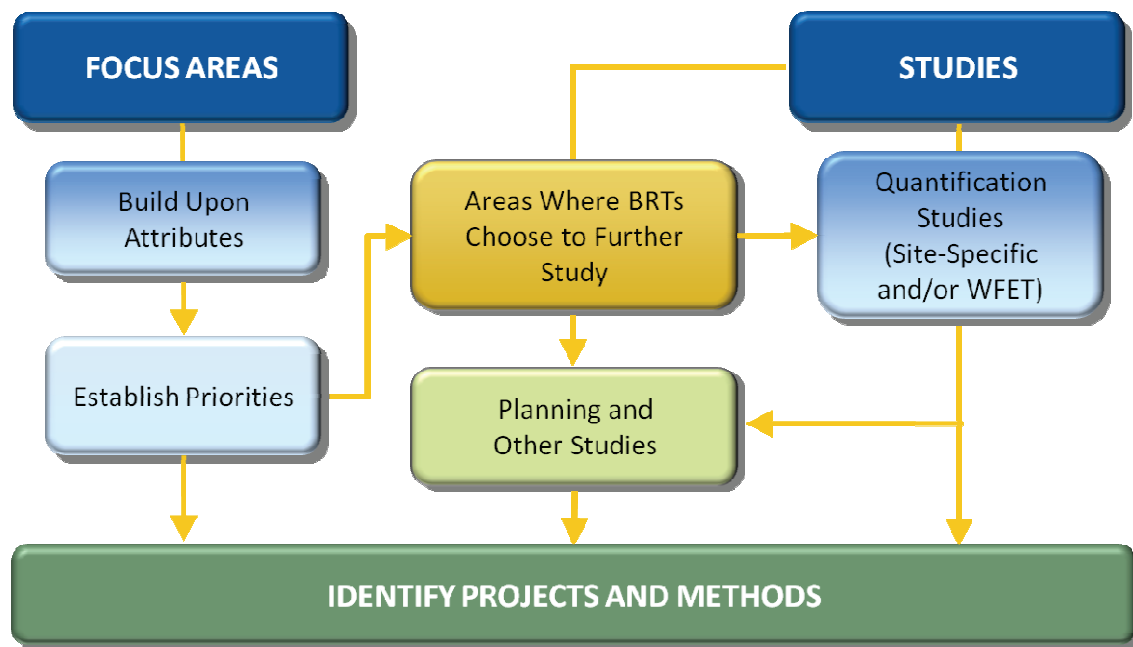 FOCUS AREAS
STUDIES
Build Upon
Attributes
Areas Where BRTs
Choose to Further
Study
Quantification
Studies
(Site-Specific
and/or WFET)
Establish Priorities
Planning and
Other Studies
IDENTIFY PROJECTS AND METHODS